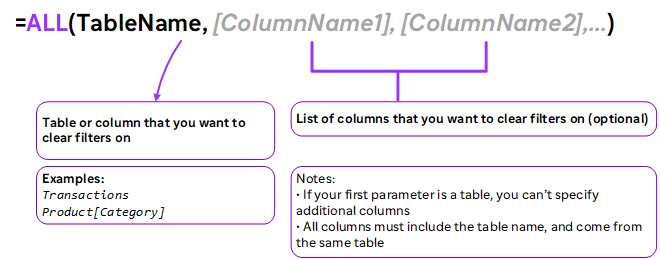 =ALL(TableName, [ColumnName1], [ColumnName2],...)
Table or column that you want to
clear filters on
List of columns that you want to clear filters on (optional)
Examples:
Transactions
Product[Category]
Notes:
• If your first parameter is a table, you can’t specify
additional columns
• All columns must include the table name, and come from
the same table